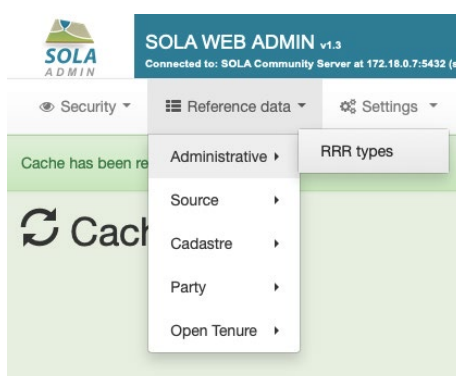 SOLA
ADMIN
SOLA WEB ADMIN v1.3
Connected to: SOLA Community Server at 172.18.0.7:5432 (s
Security
Reference data
Settings
Cache has been re
Administrative
RRR types
Source
Cach
Cadastre
Party
Open Tenure